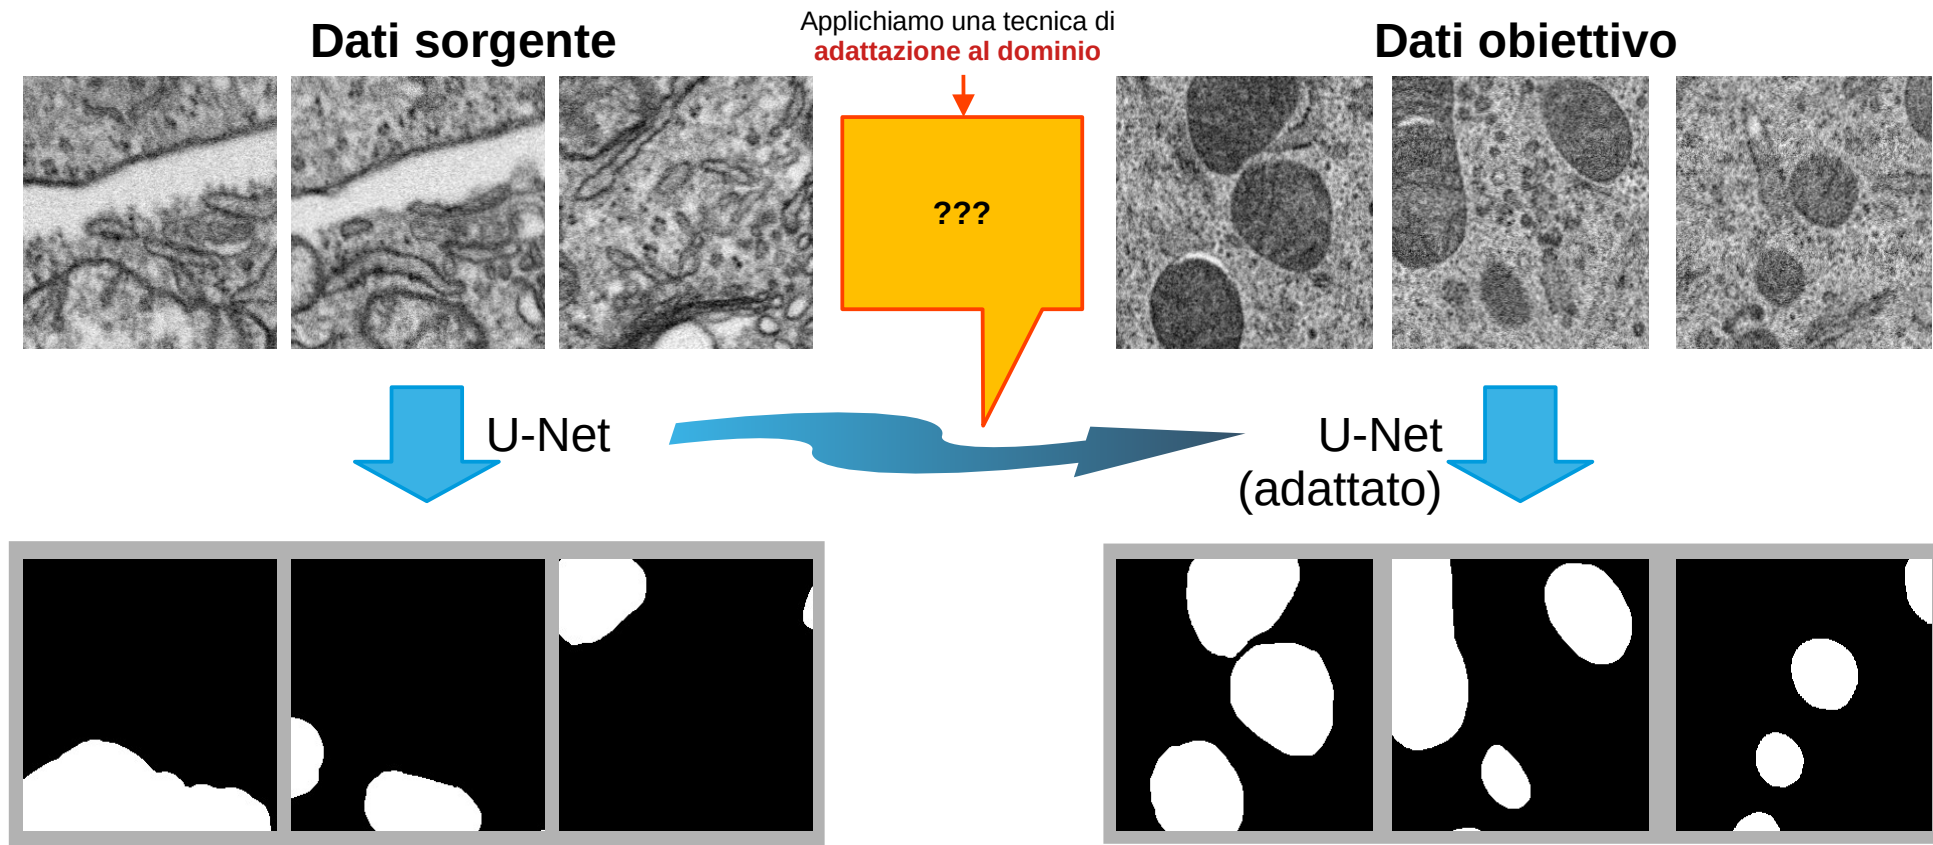 Dati sorgente
Applichiamo una tecnica di
adattazione al dominio
Dati obiettivo
???
U-Net
U-Net
(adattato)